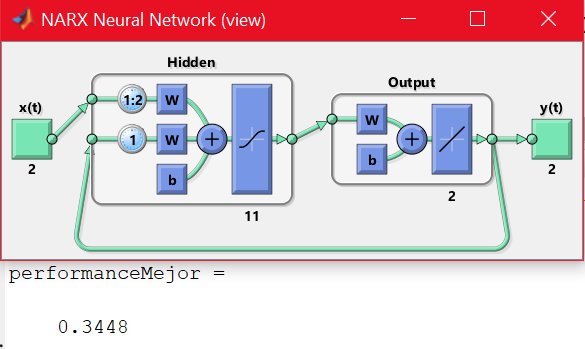 NARX Neural Network (view)
Hidden
Output
x(t)
1:2
W
W
y(t)
1
W
b
b
2
2
2
11
performanceMejor =
0.3448